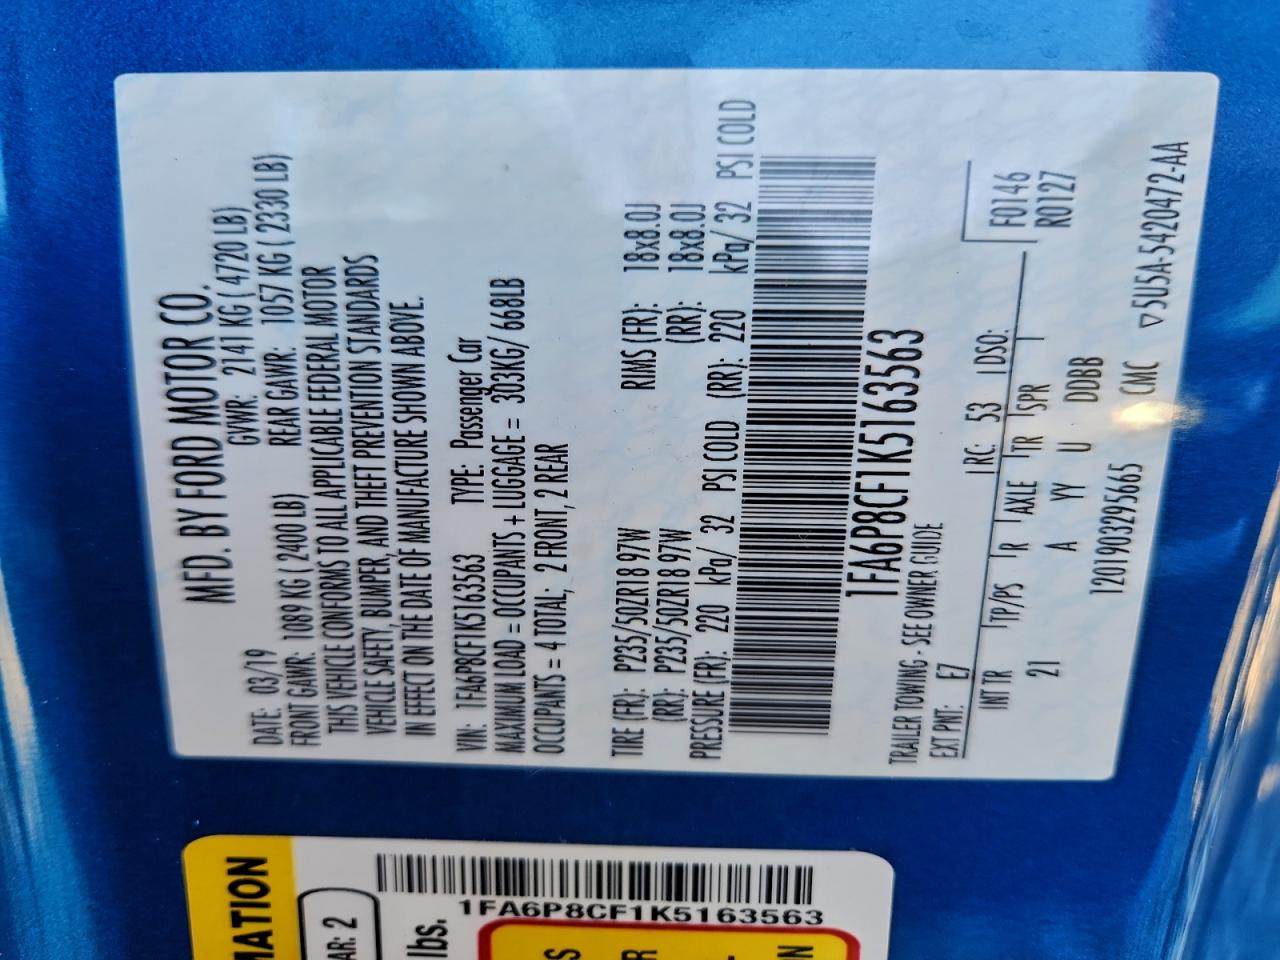 MFD. BY FORD MOTOR CO.
DATE: 03/19 GVWR: 2141 KG ( 4720 LB)
FRONT GAWR: 1089 KG ( 2400 LB) REAR GAWR: 1057 KG ( 2330 LB)
THIS VEHICLE CONFORMS TO ALL APPLICABLE FEDERAL MOTOR
VEHICLE SAFETY, BUMPER, AND THEFT PREVENTION STANDARDS
IN EFFECT ON THE DATE OF MANUFACTURE SHOWN ABOVE.
VIN: 1FA6P8CF1K5163563 TYPE: Passenger Car
MAXIMUM LOAD = OCCUPANTS + LUGGAGE = 303KG/ 668LB
OCCUPANTS = 4 TOTAL; 2 FRONT, 2 REAR
TIRE (FR): P235/50ZR18 97W RIMS (FR): 18x8.0J
(RR): P235/50ZR18 97W (RR): 18x8.0J
PRESSURE (FR): 220 kPa/ 32 PSI COLD (RR): 220 kPa/ 32 PSI COLD
1FA6P8CF1K5163563
TRAILER TOWING - SEE OWNER GUIDE
EXT PNT: E7 RC: 53 DSO: F0146
R0127
INT TR TP/PS R AXLE TR SPR
21 A YY U DDBB
1201903295665 CMC ▽5U5A-5420472-AA
MATION
AR: 2
lbs.
1FA6P8CF1K5163563